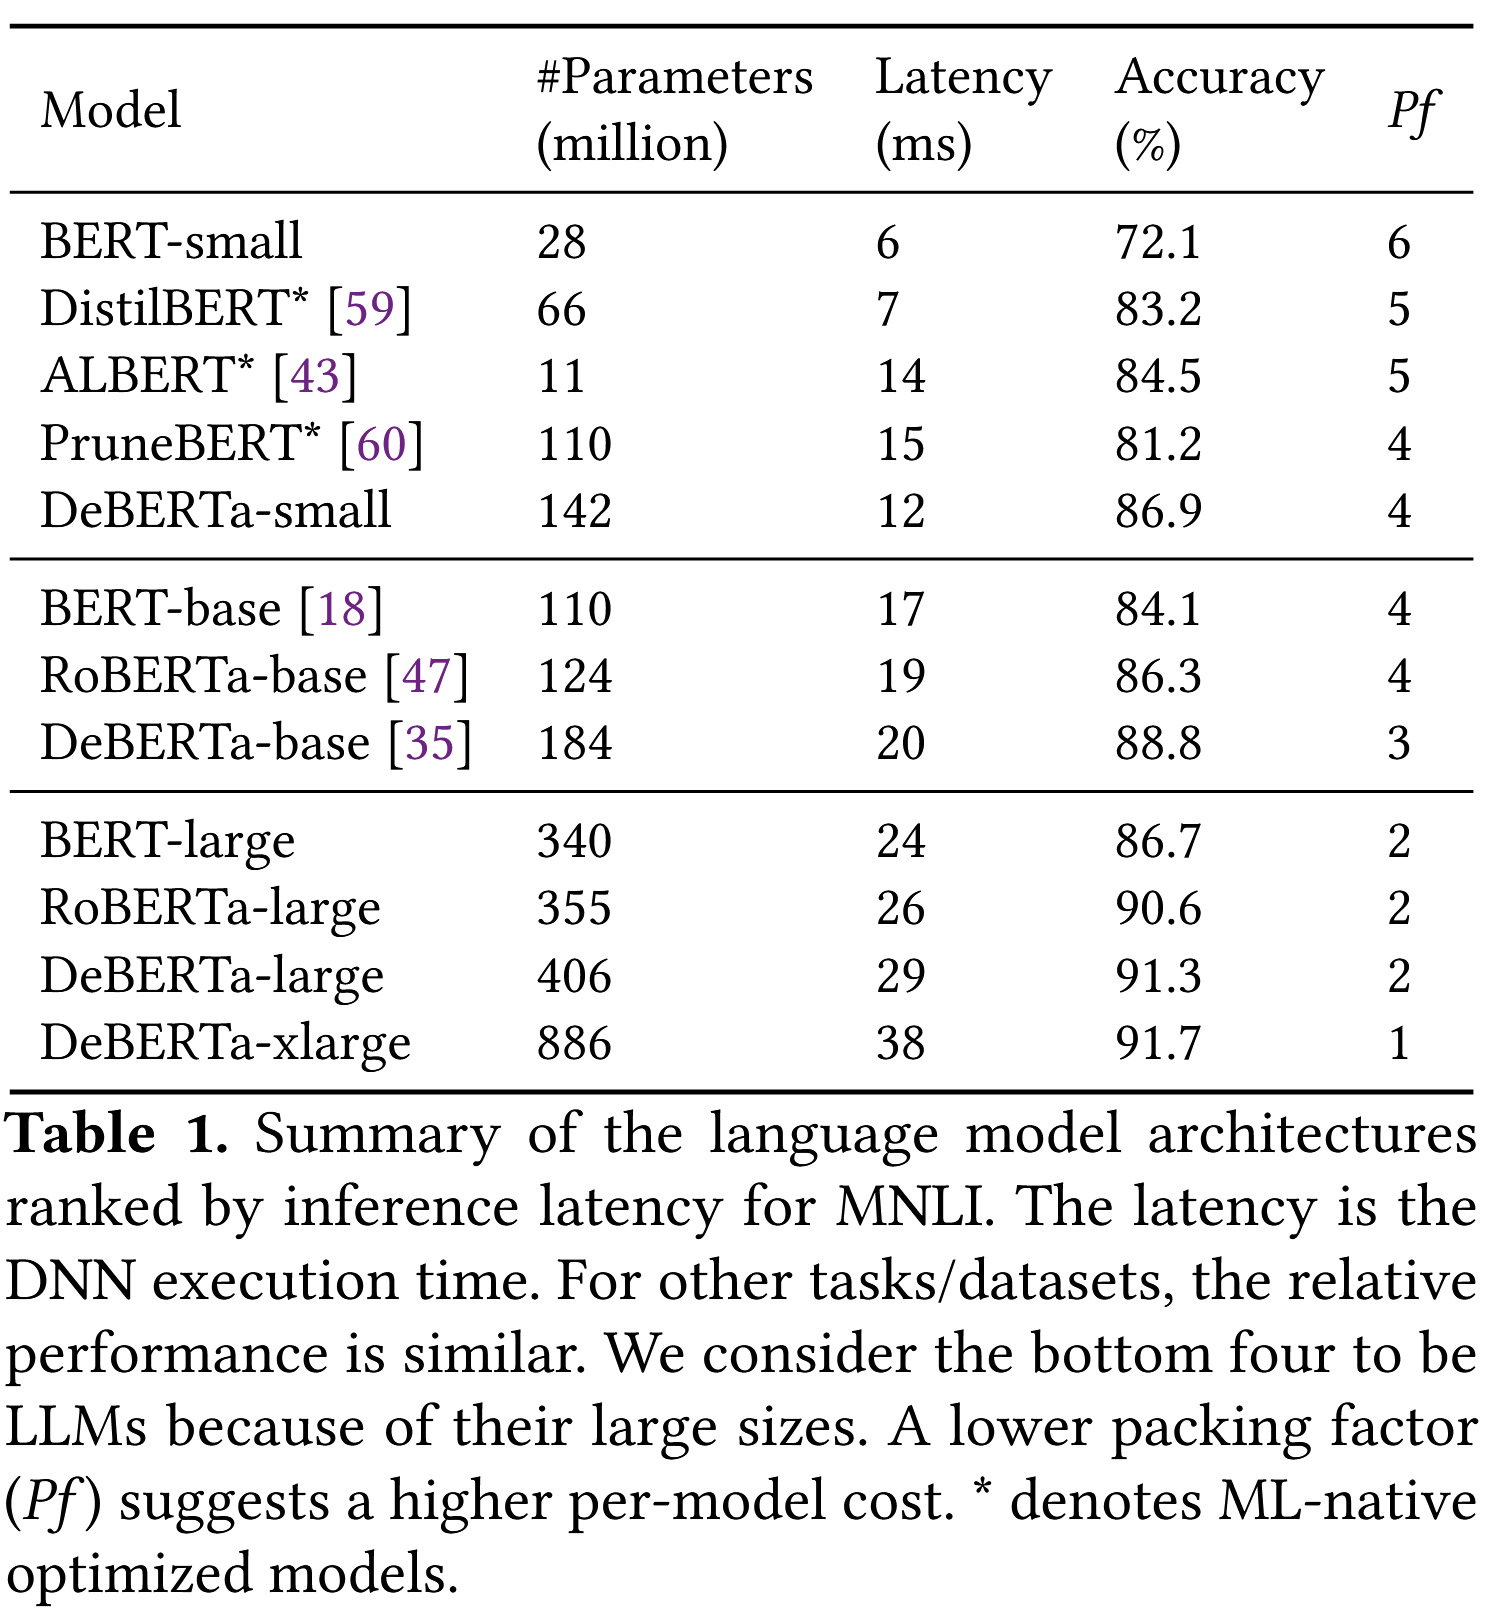 Model #Parameters (million) Latency (ms) Accuracy (%) Pf
BERT-small 28 6 72.1 6
DistilBERT* [59] 66 7 83.2 5
ALBERT* [43] 11 14 84.5 5
PruneBERT* [60] 110 15 81.2 4
DeBERTa-small 142 12 86.9 4
BERT-base [18] 110 17 84.1 4
RoBERTa-base [47] 124 19 86.3 4
DeBERTa-base [35] 184 20 88.8 3
BERT-large 340 24 86.7 2
RoBERTa-large 355 26 90.6 2
DeBERTa-large 406 29 91.3 2
DeBERTa-xlarge 886 38 91.7 1
Table 1. Summary of the language model architectures
ranked by inference latency for MNLI. The latency is the
DNN execution time. For other tasks/datasets, the relative
performance is similar. We consider the bottom four to be
LLMs because of their large sizes. A lower packing factor
(Pf) suggests a higher per-model cost. * denotes ML-native
optimized models.